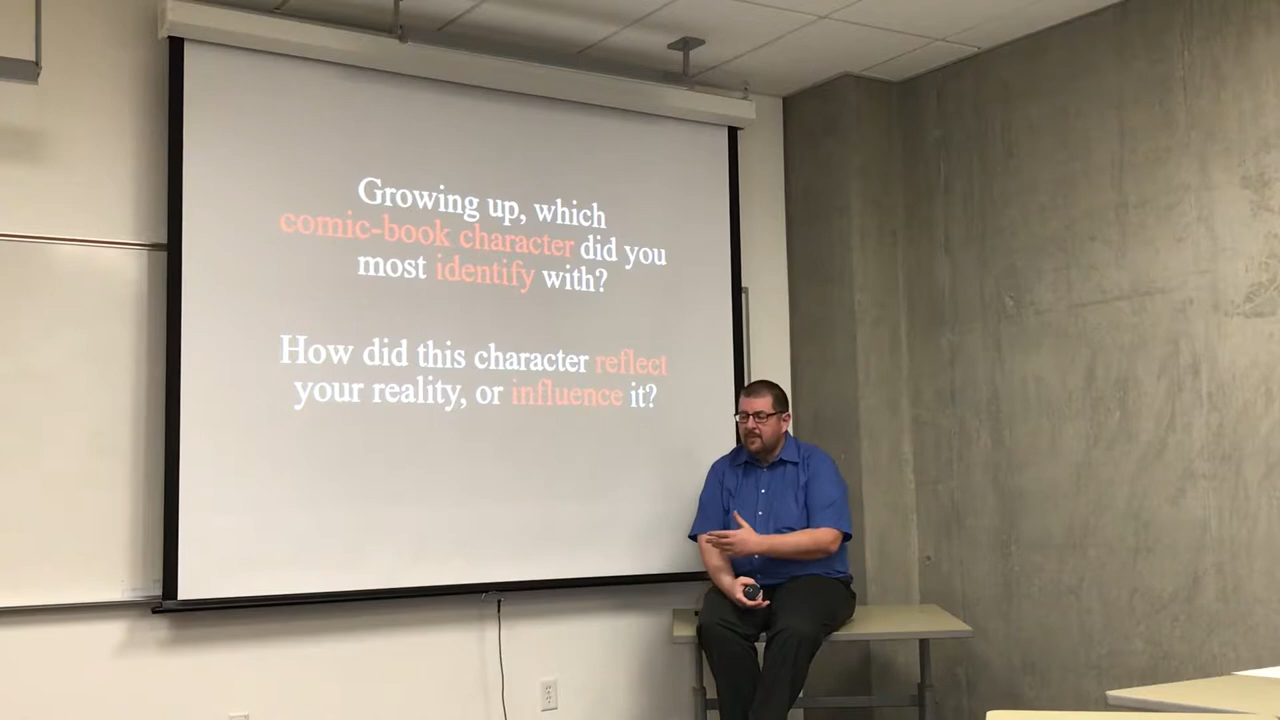 Growing up, which
comic-book character did you
most identify with?
How did this character reflect
your reality, or influence it?